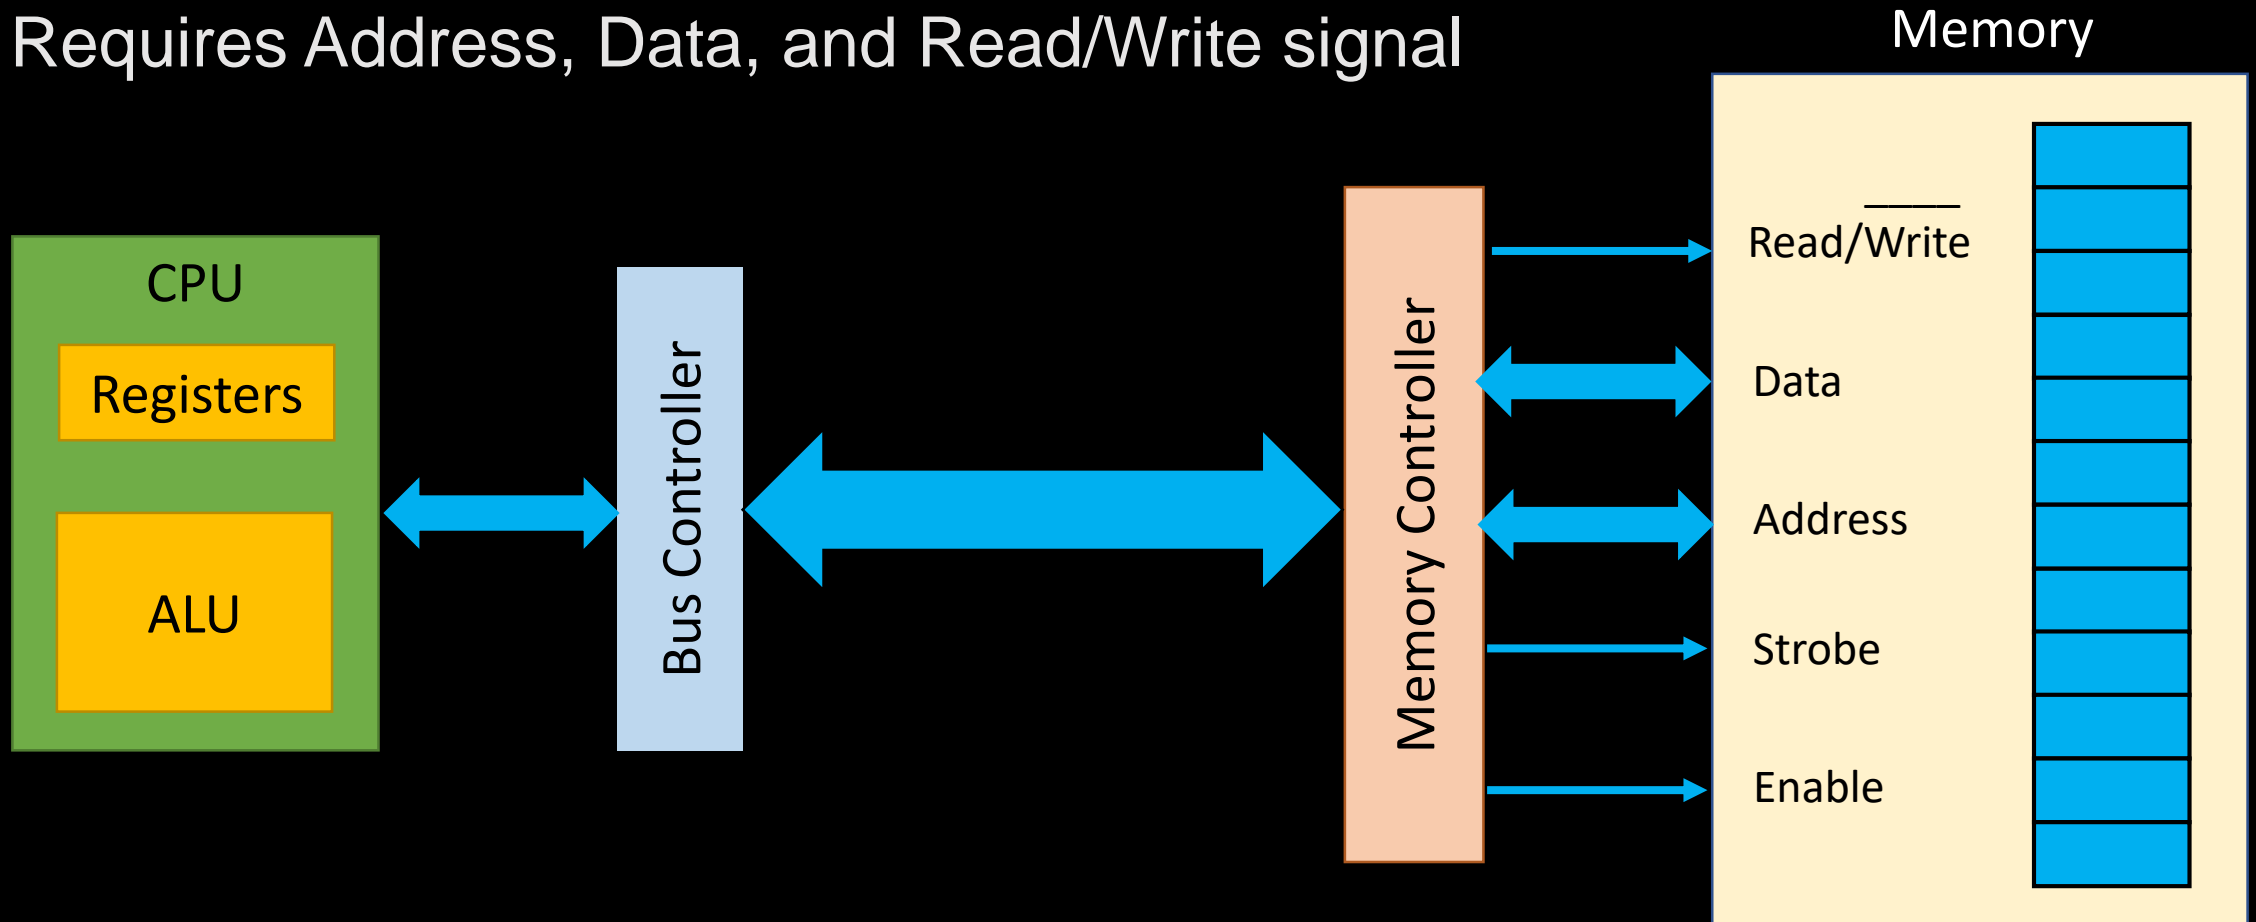 Requires Address, Data, and Read/Write signal
Memory
CPU
Registers
ALU
Bus Controller
Memory Controller
Read/Write
Data
Address
Strobe
Enable